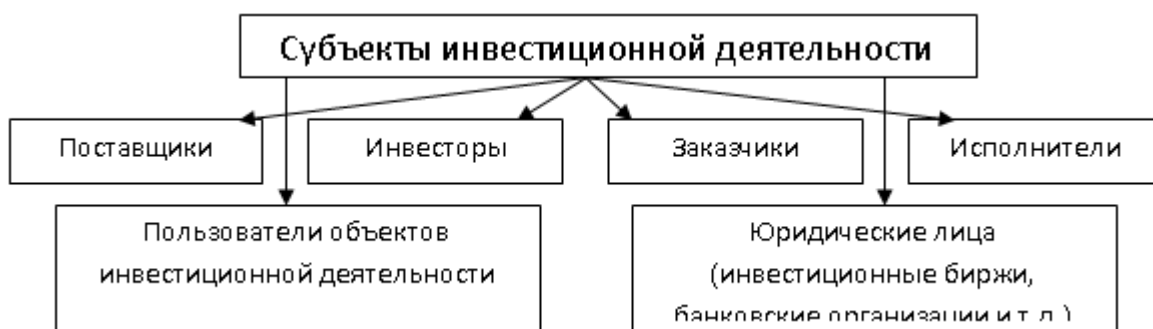 Субъекты инвестиционной деятельности
Поставщики
Инвесторы
Заказчики
Исполнители
Пользователи объектов
инвестиционной деятельности
Юридические лица
(инвестиционные биржи,
банковские организации и т. д.)